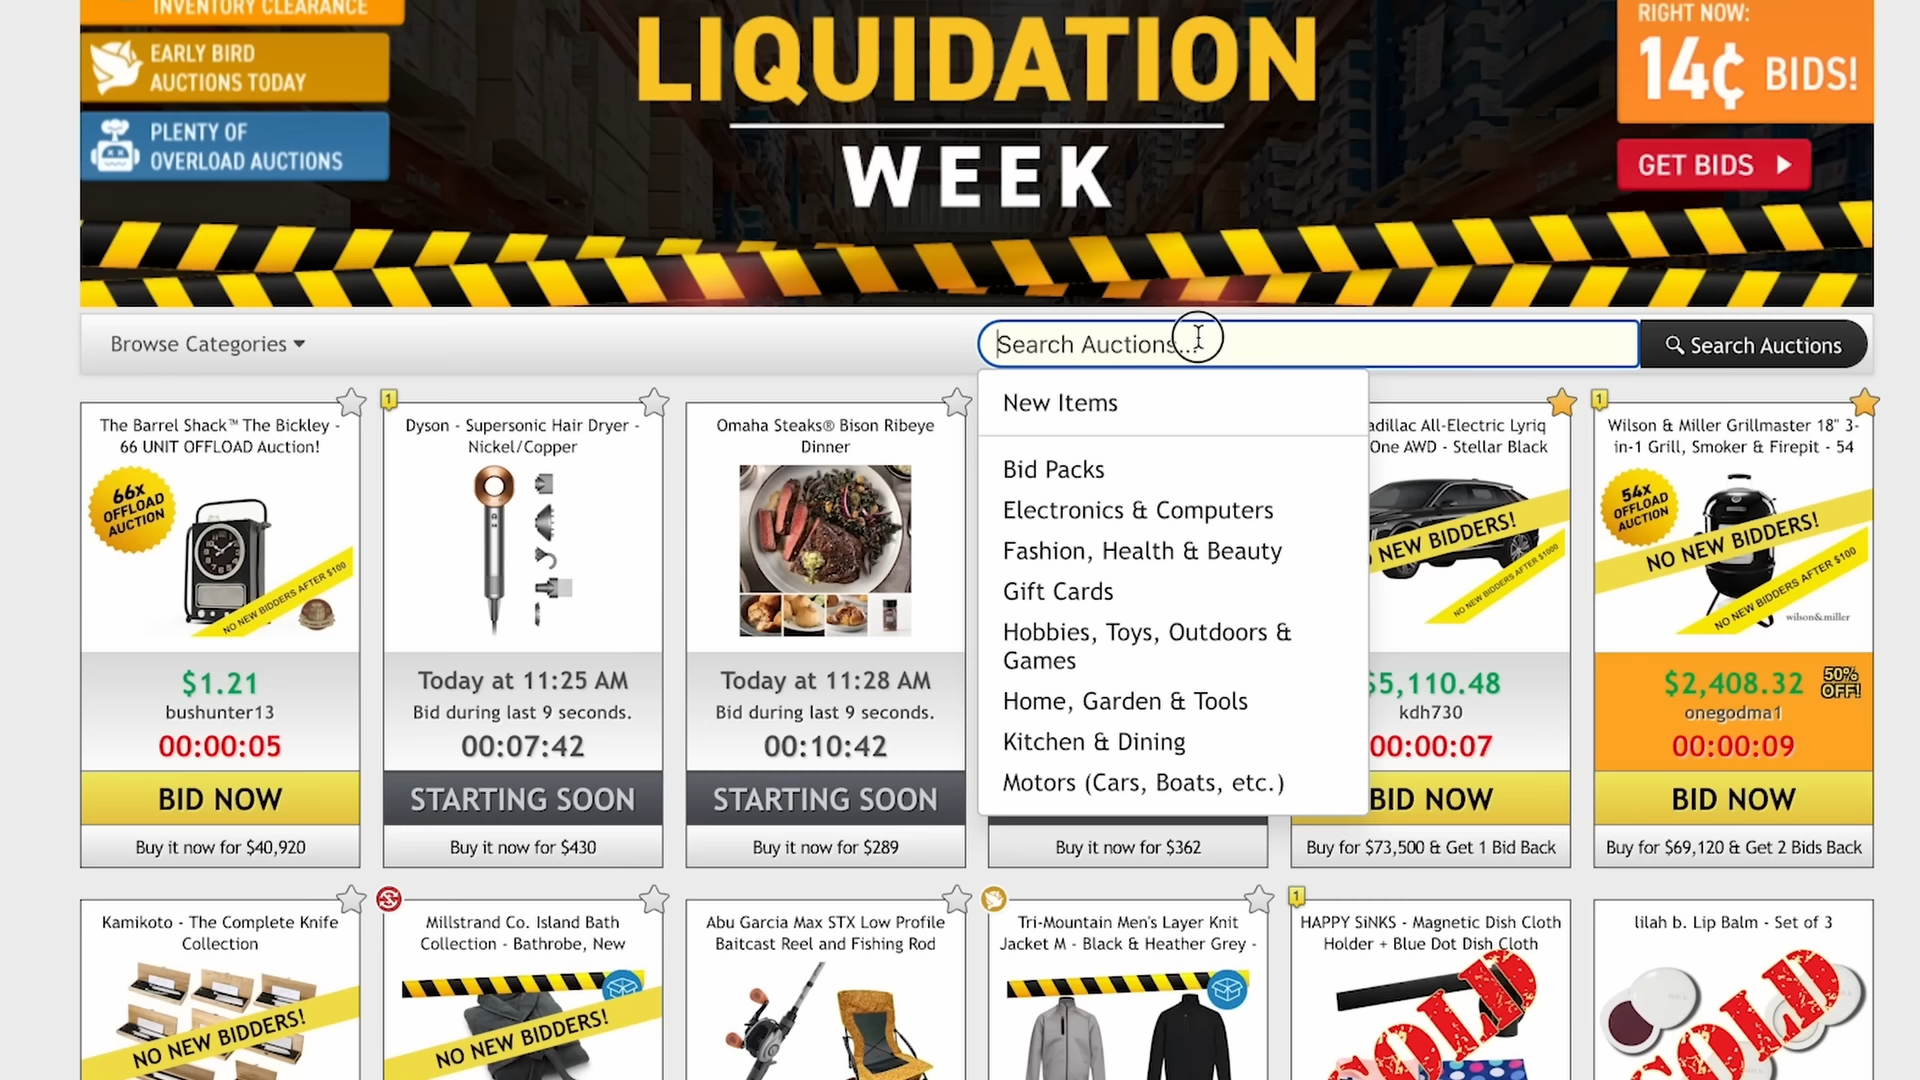 INVENTORY CLEARANCE
EARLY BIRD
AUCTIONS TODAY
PLENTY OF
OVERLOAD AUCTIONS
LIQUIDATION
WEEK
RIGHT NOW:
14¢ BIDS!
GET BIDS
Browse Categories
Search Auctions...
Search Auctions
New Items
Bid Packs
Electronics & Computers
Fashion, Health & Beauty
Gift Cards
Hobbies, Toys, Outdoors &
Games
Home, Garden & Tools
Kitchen & Dining
Motors (Cars, Boats, etc.)
The Barrel Shack™ The Bickley -
66 UNIT OFFLOAD Auction!
66x
OFFLOAD
AUCTION
NO NEW BIDDERS AFTER $100
$1.21
bushunter13
00:00:05
BID NOW
Buy it now for $40,920
1
Dyson - Supersonic Hair Dryer -
Nickel/Copper
Today at 11:25 AM
Bid during last 9 seconds.
00:07:42
STARTING SOON
Buy it now for $430
Omaha Steaks® Bison Ribeye
Dinner
Today at 11:28 AM
Bid during last 9 seconds.
00:10:42
STARTING SOON
Buy it now for $289
Buy it now for $362
adillac All-Electric Lyriq
One AWD - Stellar Black
NEW BIDDERS!
NO NEW BIDDERS AFTER $1000
$5,110.48
kdh730
00:00:07
BID NOW
Buy for $73,500 & Get 1 Bid Back
1
Wilson & Miller Grillmaster 18" 3-
in-1 Grill, Smoker & Firepit - 54
54x
OFFLOAD
AUCTION
NO NEW BIDDERS!
NO NEW BIDDERS AFTER $100
wilson&miller
$2,408.32
50%
OFF!
onegodma1
00:00:09
BID NOW
Buy for $69,120 & Get 2 Bids Back
Kamikoto - The Complete Knife
Collection
NO NEW BIDDERS!
Millstrand Co. Island Bath
Collection - Bathrobe, New
NO NEW BIDDERS!
Abu Garcia Max STX Low Profile
Baitcast Reel and Fishing Rod
Tri-Mountain Men's Layer Knit
Jacket M - Black & Heather Grey -
1
HAPPY SiNKS - Magnetic Dish Cloth
Holder + Blue Dot Dish Cloth
SOLD
lilah b. Lip Balm - Set of 3
SOLD